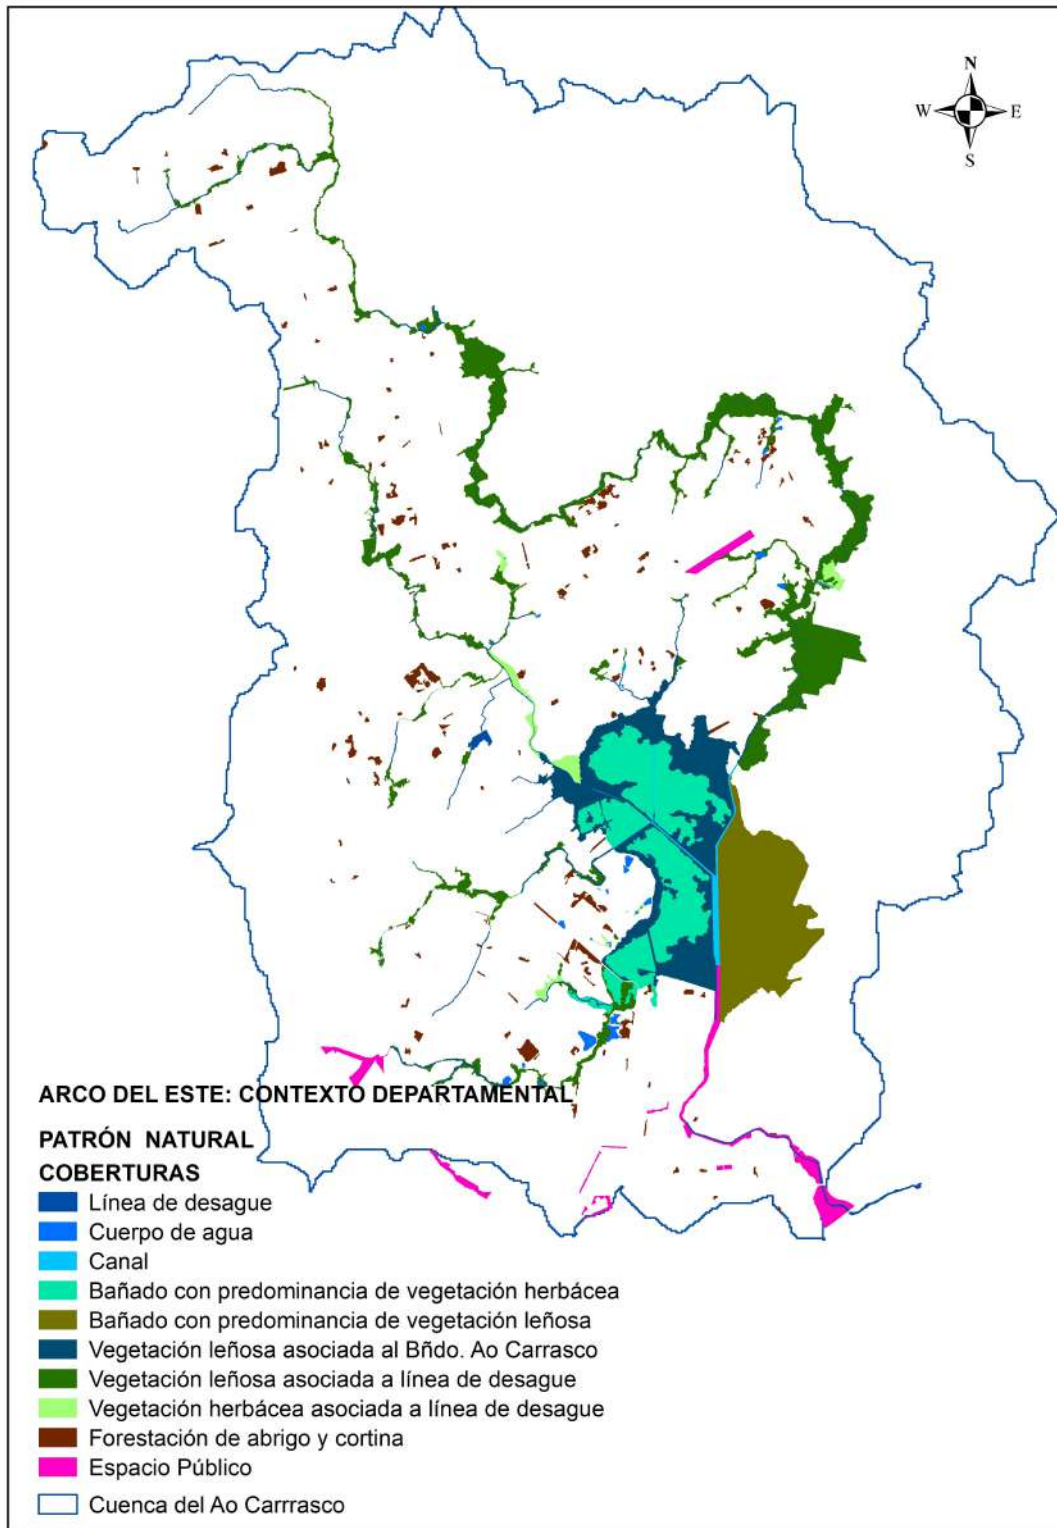 N
W E
S
ARCO DEL ESTE: CONTEXTO DEPARTAMENTAL
PATRÓN NATURAL
COBERTURAS
Línea de desague
Cuerpo de agua
Canal
Bañado con predominancia de vegetación herbácea
Bañado con predominancia de vegetación leñosa
Vegetación leñosa asociada al Bñdo. Ao Carrasco
Vegetación leñosa asociada a línea de desague
Vegetación herbácea asociada a línea de desague
Forestación de abrigo y cortina
Espacio Público
Cuenca del Ao Carrrasco